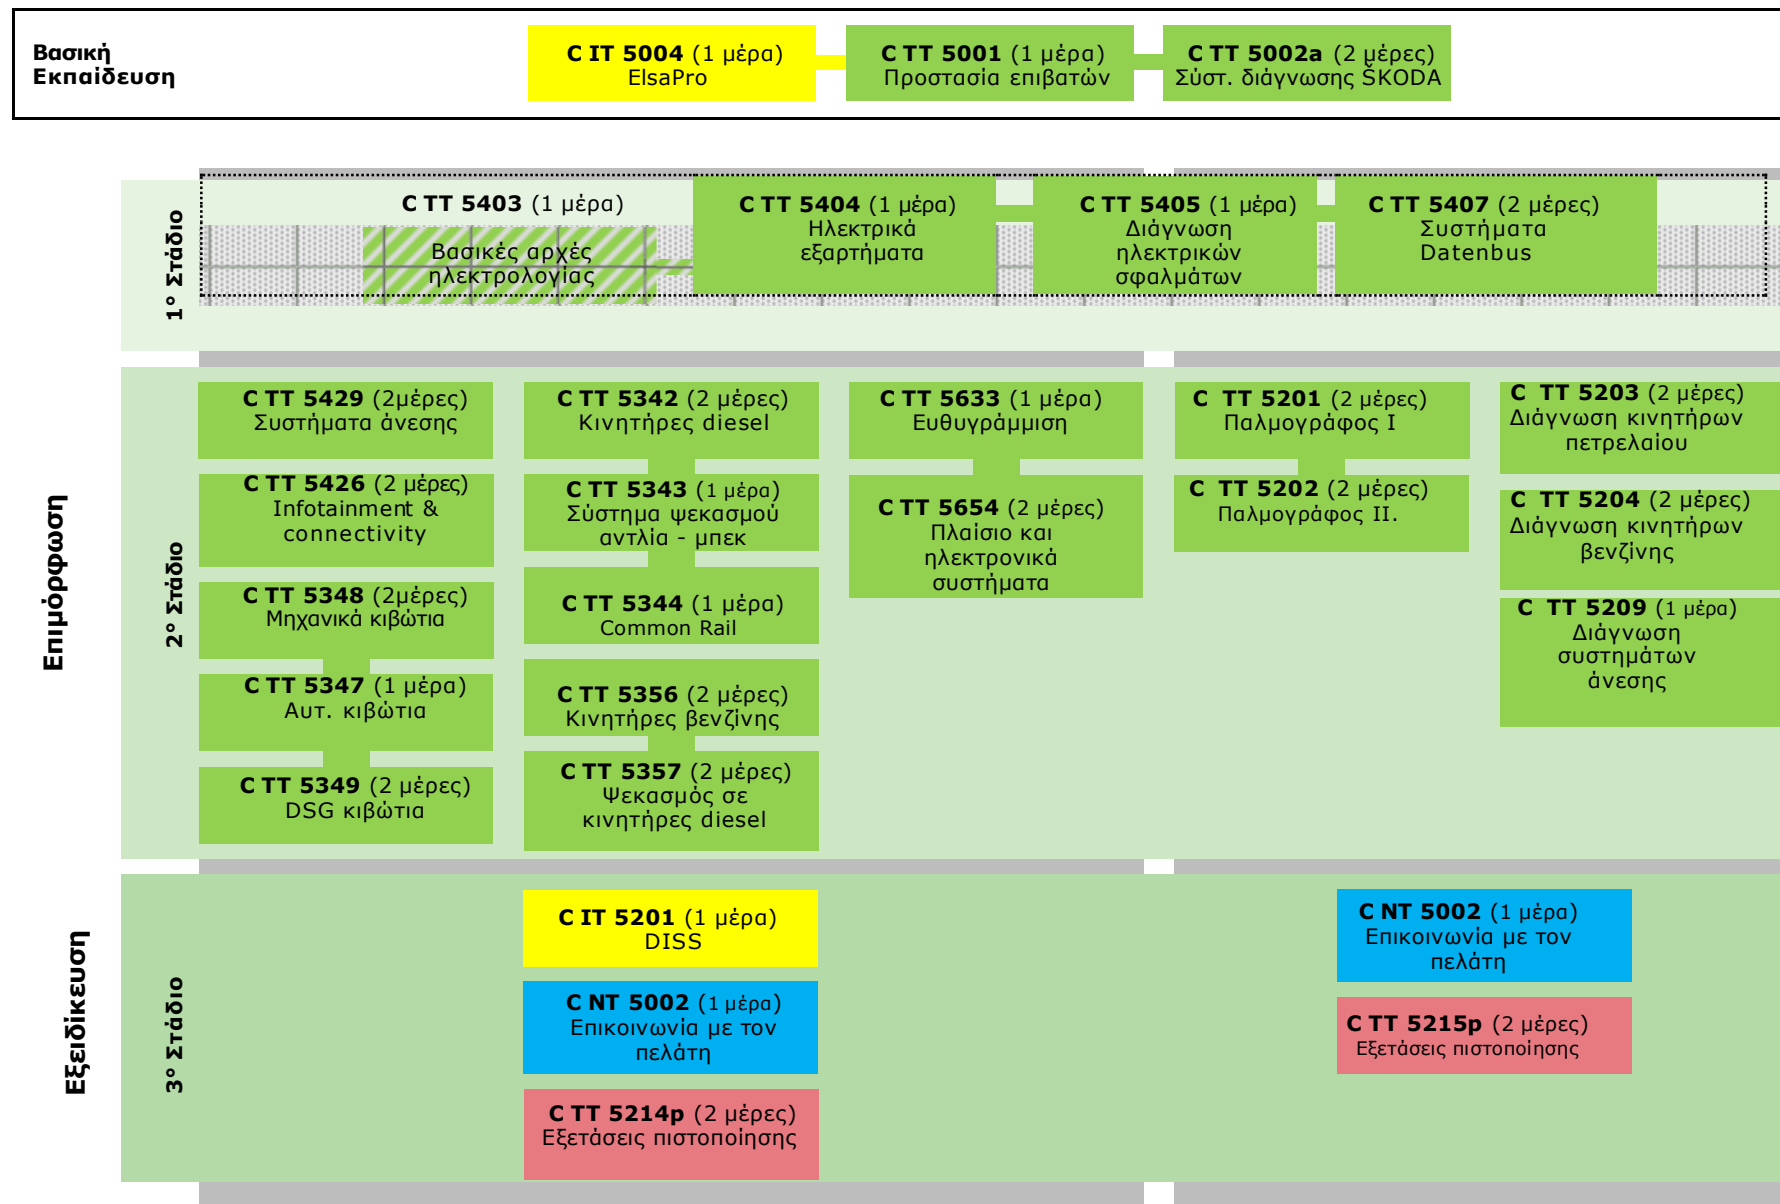 Βασική
Εκπαίδευση
C IT 5004 (1 μέρα)
ElsaPro
C TT 5001 (1 μέρα)
Προστασία επιβατών
C TT 5002a (2 μέρες)
Σύστ. διάγνωσης ŠKODA
Επιμόρφωση
1° Στάδιο
C TT 5403 (1 μέρα)
Βασικές αρχές
ηλεκτρολογίας
C TT 5404 (1 μέρα)
Ηλεκτρικά
εξαρτήματα
C TT 5405 (1 μέρα)
Διάγνωση
ηλεκτρικών
σφαλμάτων
C TT 5407 (2 μέρες)
Συστήματα
Datenbus
2° Στάδιο
C TT 5429 (2μέρες)
Συστήματα άνεσης
C TT 5426 (2 μέρες)
Infotainment &
connectivity
C TT 5348 (2μέρες)
Μηχανικά κιβώτια
C TT 5347 (1 μέρα)
Αυτ. κιβώτια
C TT 5349 (2 μέρες)
DSG κιβώτια
C TT 5342 (2 μέρες)
Κινητήρες diesel
C TT 5343 (1 μέρα)
Σύστημα ψεκασμού
αντλία - μπεκ
C TT 5344 (1 μέρα)
Common Rail
C TT 5356 (2 μέρες)
Κινητήρες βενζίνης
C TT 5357 (2 μέρες)
Ψεκασμός σε
κινητήρες diesel
C TT 5633 (1 μέρα)
Ευθυγράμμιση
C TT 5654 (2 μέρες)
Πλαίσιο και
ηλεκτρονικά
συστήματα
C TT 5201 (2 μέρες)
Παλμογράφος I
C TT 5202 (2 μέρες)
Παλμογράφος II.
C TT 5203 (2 μέρες)
Διάγνωση κινητήρων
πετρελαίου
C TT 5204 (2 μέρες)
Διάγνωση κινητήρων
βενζίνης
C TT 5209 (1 μέρα)
Διάγνωση
συστημάτων
άνεσης
Εξειδίκευση
3° Στάδιο
C IT 5201 (1 μέρα)
DISS
C NT 5002 (1 μέρα)
Επικοινωνία με τον
πελάτη
C TT 5214p (2 μέρες)
Εξετάσεις πιστοποίησης
C NT 5002 (1 μέρα)
Επικοινωνία με τον
πελάτη
C TT 5215p (2 μέρες)
Εξετάσεις πιστοποίησης